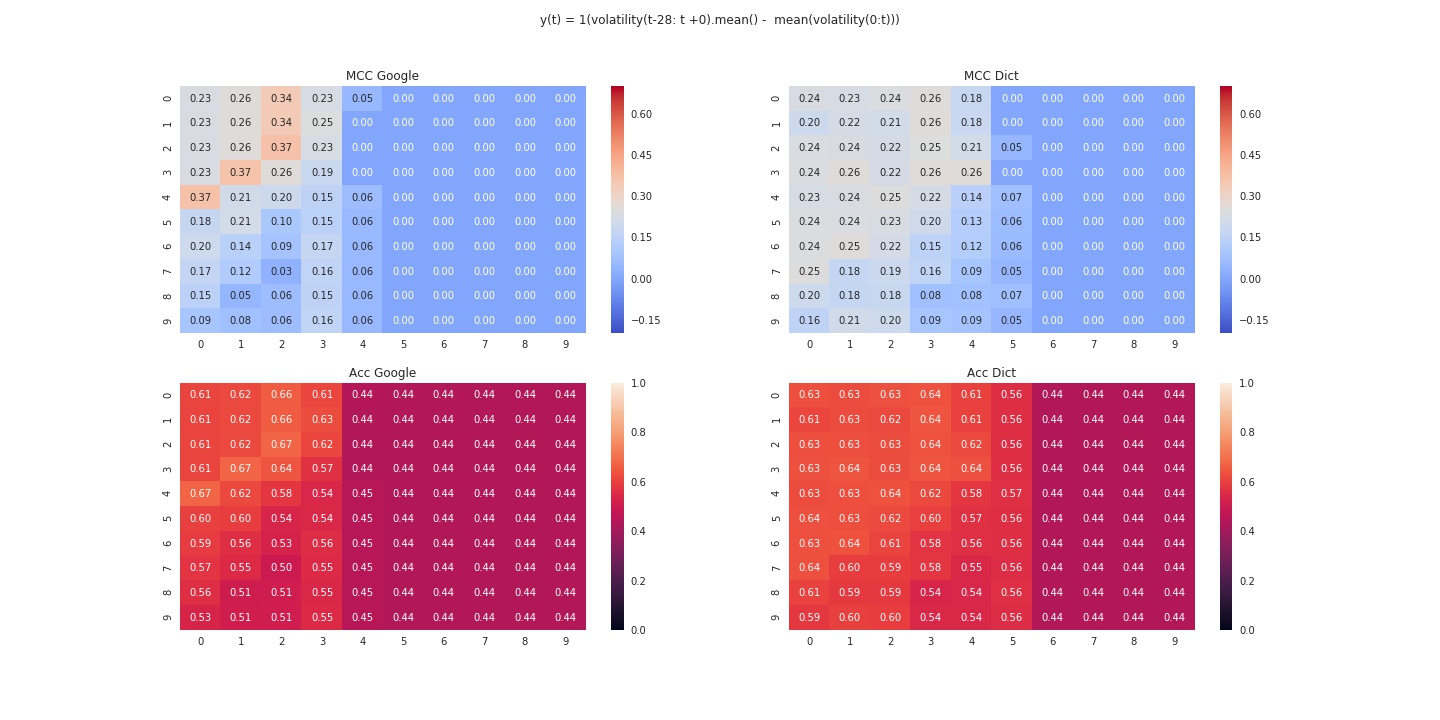 y(t) = 1(volatility(t-28: t +0).mean() -  mean(volatility(0:t)))
MCC Google
0 0.23 0.26 0.34 0.23 0.05 0.00 0.00 0.00 0.00 0.00
1 0.23 0.26 0.34 0.25 0.00 0.00 0.00 0.00 0.00 0.00
2 0.23 0.26 0.37 0.23 0.00 0.00 0.00 0.00 0.00 0.00
3 0.23 0.37 0.26 0.19 0.00 0.00 0.00 0.00 0.00 0.00
4 0.37 0.21 0.20 0.15 0.06 0.00 0.00 0.00 0.00 0.00
5 0.18 0.21 0.10 0.15 0.06 0.00 0.00 0.00 0.00 0.00
6 0.20 0.14 0.09 0.17 0.06 0.00 0.00 0.00 0.00 0.00
7 0.17 0.12 0.03 0.16 0.06 0.00 0.00 0.00 0.00 0.00
8 0.15 0.05 0.06 0.15 0.06 0.00 0.00 0.00 0.00 0.00
9 0.09 0.08 0.06 0.16 0.06 0.00 0.00 0.00 0.00 0.00
0 1 2 3 4 5 6 7 8 9
0.60
0.45
0.30
0.15
0.00
−0.15
MCC Dict
0 0.24 0.23 0.24 0.26 0.18 0.00 0.00 0.00 0.00 0.00
1 0.20 0.22 0.21 0.26 0.18 0.00 0.00 0.00 0.00 0.00
2 0.24 0.24 0.22 0.25 0.21 0.05 0.00 0.00 0.00 0.00
3 0.24 0.26 0.22 0.26 0.26 0.00 0.00 0.00 0.00 0.00
4 0.23 0.24 0.25 0.22 0.14 0.07 0.00 0.00 0.00 0.00
5 0.24 0.24 0.23 0.20 0.13 0.06 0.00 0.00 0.00 0.00
6 0.24 0.25 0.22 0.15 0.12 0.06 0.00 0.00 0.00 0.00
7 0.25 0.18 0.19 0.16 0.09 0.05 0.00 0.00 0.00 0.00
8 0.20 0.18 0.18 0.08 0.08 0.07 0.00 0.00 0.00 0.00
9 0.16 0.21 0.20 0.09 0.09 0.05 0.00 0.00 0.00 0.00
0 1 2 3 4 5 6 7 8 9
0.60
0.45
0.30
0.15
0.00
−0.15
Acc Google
0 0.61 0.62 0.66 0.61 0.44 0.44 0.44 0.44 0.44 0.44
1 0.61 0.62 0.66 0.63 0.44 0.44 0.44 0.44 0.44 0.44
2 0.61 0.62 0.67 0.62 0.44 0.44 0.44 0.44 0.44 0.44
3 0.61 0.67 0.64 0.57 0.44 0.44 0.44 0.44 0.44 0.44
4 0.67 0.62 0.58 0.54 0.45 0.44 0.44 0.44 0.44 0.44
5 0.60 0.60 0.54 0.54 0.45 0.44 0.44 0.44 0.44 0.44
6 0.59 0.56 0.53 0.56 0.45 0.44 0.44 0.44 0.44 0.44
7 0.57 0.55 0.50 0.55 0.45 0.44 0.44 0.44 0.44 0.44
8 0.56 0.51 0.51 0.55 0.45 0.44 0.44 0.44 0.44 0.44
9 0.53 0.51 0.51 0.55 0.45 0.44 0.44 0.44 0.44 0.44
0 1 2 3 4 5 6 7 8 9
1.0
0.8
0.6
0.4
0.2
0.0
Acc Dict
0 0.63 0.63 0.63 0.64 0.61 0.56 0.44 0.44 0.44 0.44
1 0.61 0.63 0.62 0.64 0.61 0.56 0.44 0.44 0.44 0.44
2 0.63 0.63 0.63 0.64 0.62 0.56 0.44 0.44 0.44 0.44
3 0.63 0.64 0.63 0.64 0.64 0.56 0.44 0.44 0.44 0.44
4 0.63 0.63 0.64 0.62 0.58 0.57 0.44 0.44 0.44 0.44
5 0.64 0.63 0.62 0.60 0.57 0.56 0.44 0.44 0.44 0.44
6 0.63 0.64 0.61 0.58 0.56 0.56 0.44 0.44 0.44 0.44
7 0.64 0.60 0.59 0.58 0.55 0.56 0.44 0.44 0.44 0.44
8 0.61 0.59 0.59 0.54 0.54 0.56 0.44 0.44 0.44 0.44
9 0.59 0.60 0.60 0.54 0.54 0.56 0.44 0.44 0.44 0.44
0 1 2 3 4 5 6 7 8 9
1.0
0.8
0.6
0.4
0.2
0.0